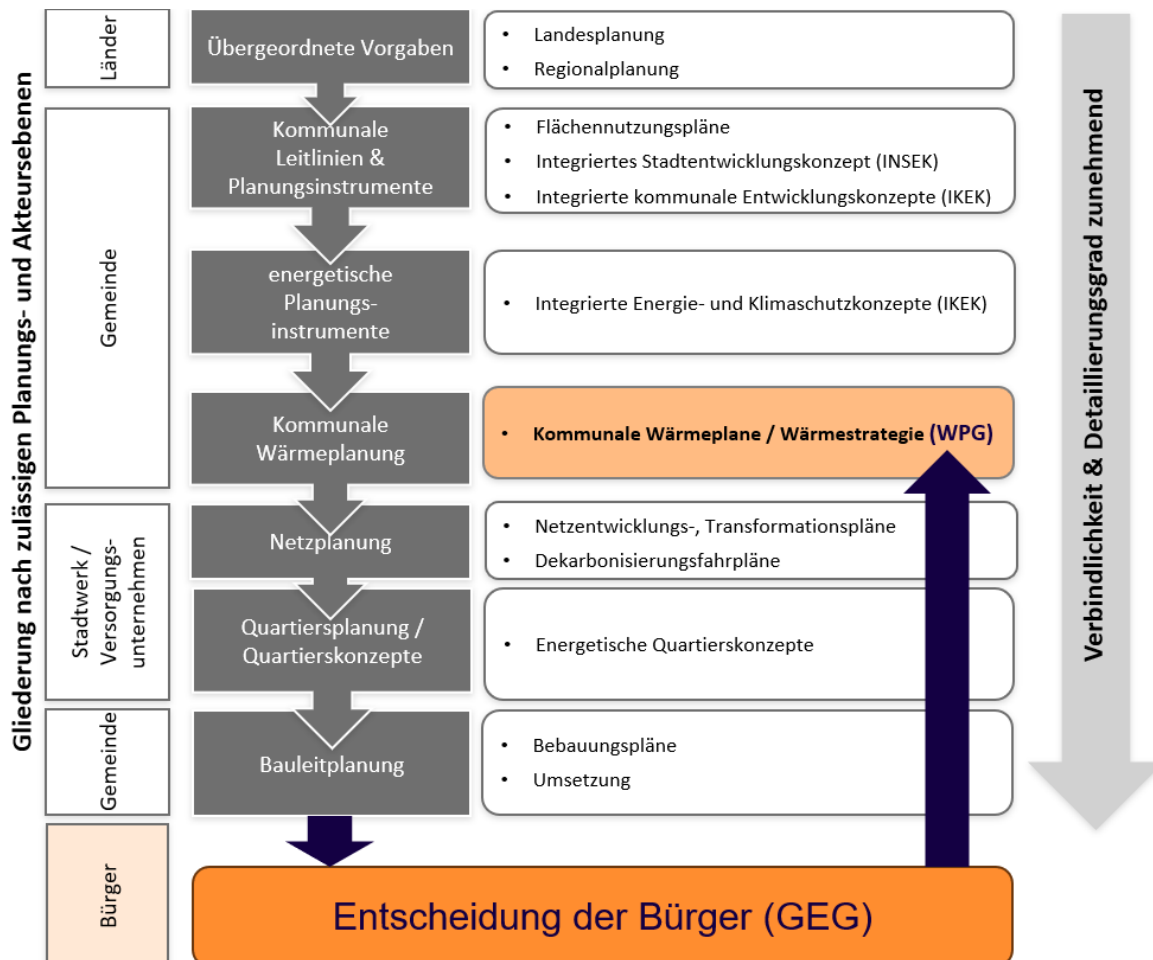 Gliederung nach zulässigen Planungs- und Akteursebenen
Länder
Übergeordnete Vorgaben
• Landesplanung
• Regionalplanung
Gemeinde
Kommunale
Leitlinien &
Planungsinstrumente
• Flächennutzungspläne
• Integriertes Stadtentwicklungskonzept (INSEK)
• Integrierte kommunale Entwicklungskonzepte (IKEK)
energetische
Planungs-
instrumente
• Integrierte Energie- und Klimaschutzkonzepte (IKEK)
Kommunale
Wärmeplanung
• Kommunale Wärmeplane / Wärmestrategie (WPG)
Stadtwerk /
Versorgungs-
unternehmen
Netzplanung
• Netzentwicklungs-, Transformationspläne
• Dekarbonisierungsfahrpläne
Quartiersplanung /
Quartierskonzepte
• Energetische Quartierskonzepte
Gemeinde
Bauleitplanung
• Bebauungspläne
• Umsetzung
Bürger
Entscheidung der Bürger (GEG)
Verbindlichkeit & Detaillierungsgrad zunehmend